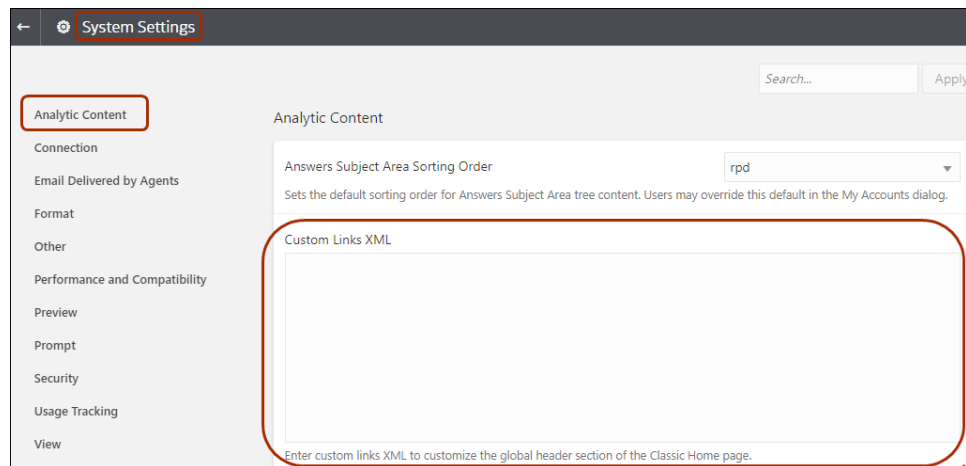 ← System Settings
Search... Apply
Analytic Content
Connection
Email Delivered by Agents
Format
Other
Performance and Compatibility
Preview
Prompt
Security
Usage Tracking
View
Analytic Content
Answers Subject Area Sorting Order
rpd
Sets the default sorting order for Answers Subject Area tree content. Users may override this default in the My Accounts dialog.
Custom Links XML
Enter custom links XML to customize the global header section of the Classic Home page.